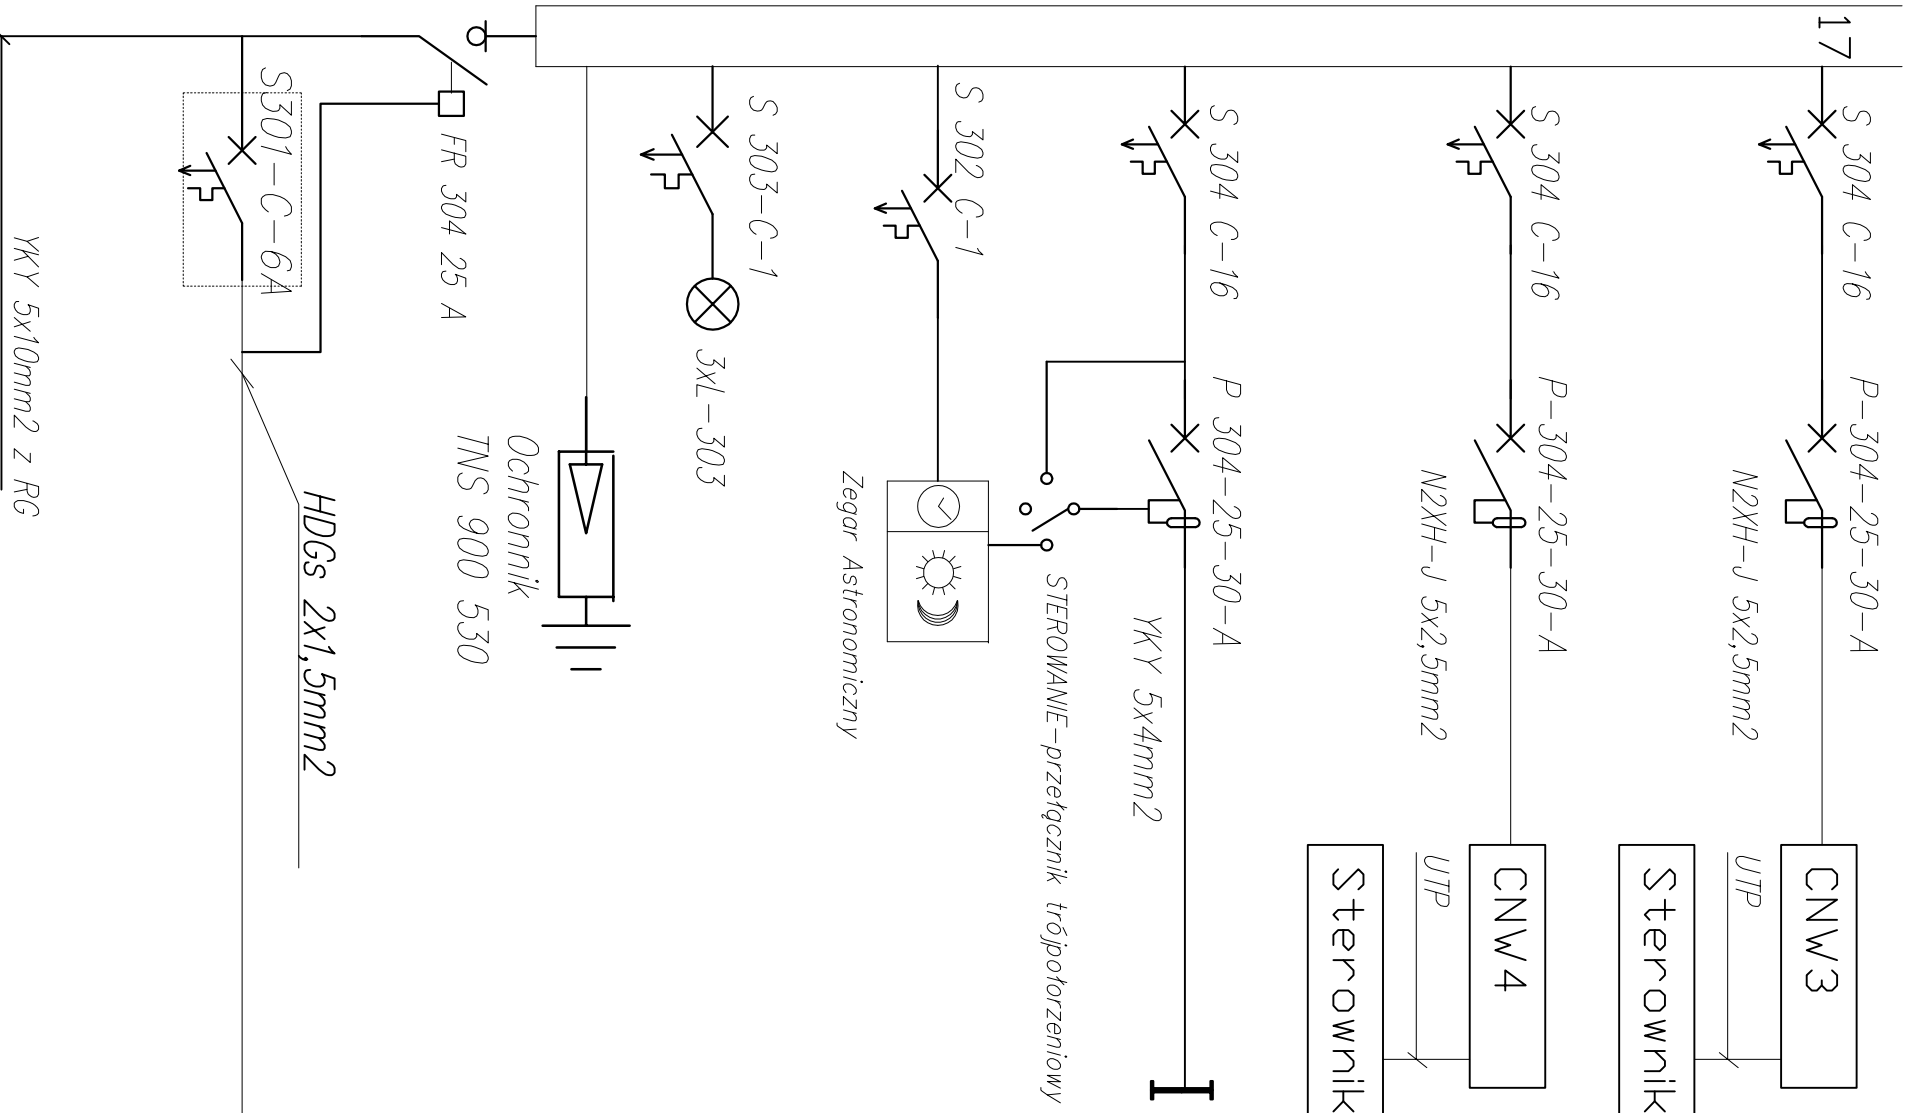 17
S 304 C-16
P-304-25-30-A
N2XH-J 5x2,5mm2
CNW3
UTP
Sterownik
S 304 C-16
P-304-25-30-A
N2XH-J 5x2,5mm2
CNW4
UTP
Sterownik
S 304 C-16
P 304-25-30-A
YKY 5x4mm2
STEROWANIE-przełącznik trójpołorzeniowy
S 302 C-1
Zegar Astronomiczny
S 303-C-1
3xL-303
Ochronnik
TNS 900 530
FR 304 25 A
HDGs 2x1,5mm2
S301-C-6A
YKY 5x10mm2 z RG